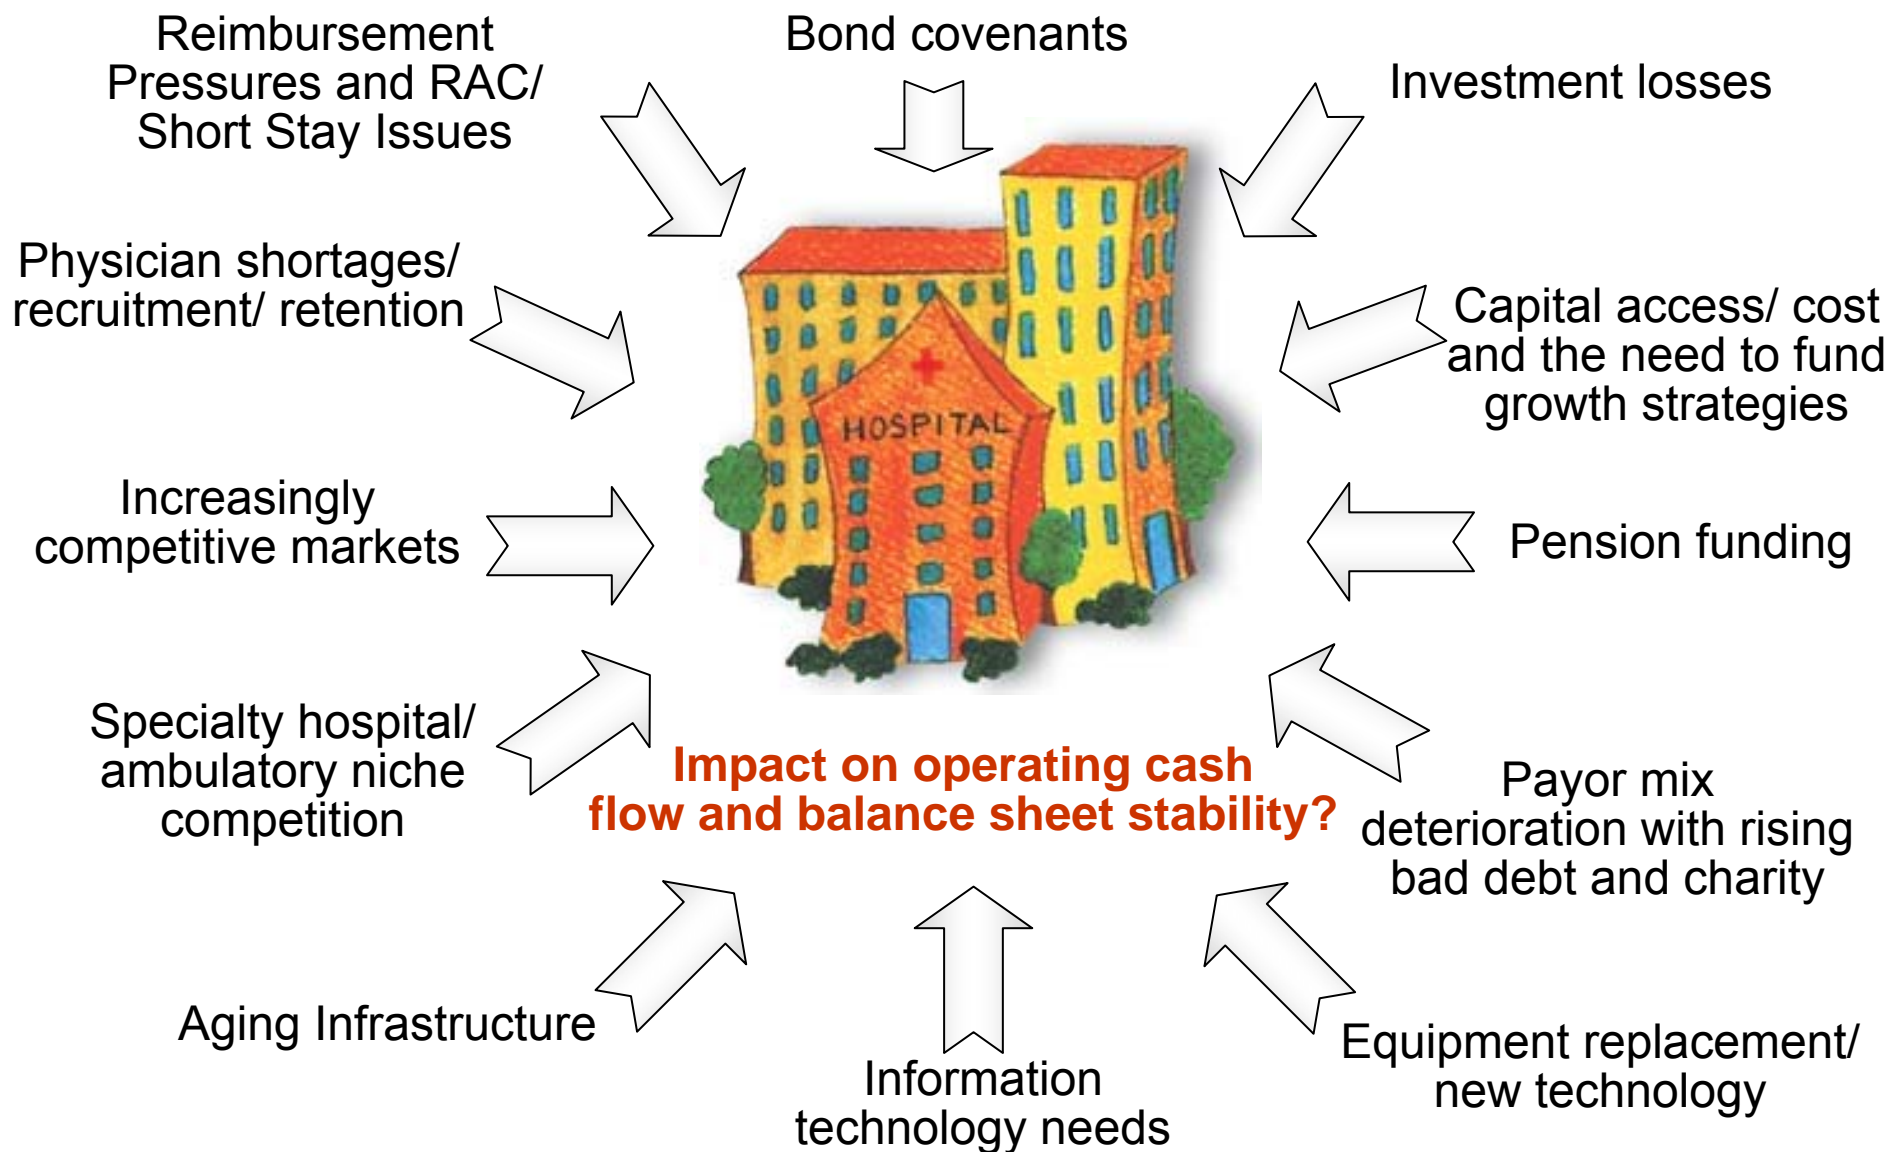 Reimbursement
Pressures and RAC/
Short Stay Issues
Bond covenants
Investment losses
Physician shortages/
recruitment/ retention
Capital access/ cost
and the need to fund
growth strategies
HOSPITAL
Increasingly
competitive markets
Pension funding
Specialty hospital/
ambulatory niche
competition
Impact on operating cash
flow and balance sheet stability?
Payor mix
deterioration with rising
bad debt and charity
Aging Infrastructure
Information
technology needs
Equipment replacement/
new technology